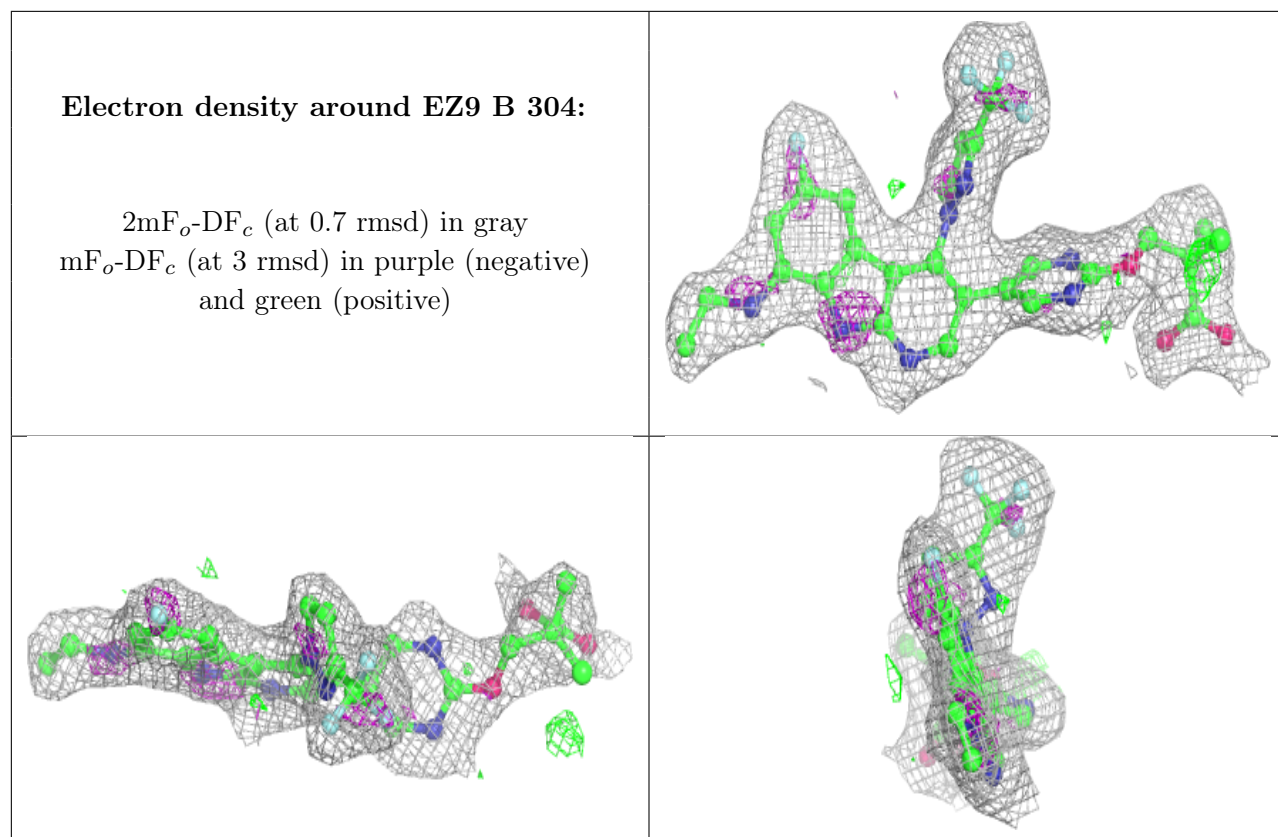 Electron density around EZ9 B 304:
2mFₒ-DF𝒸 (at 0.7 rmsd) in gray
mFₒ-DF𝒸 (at 3 rmsd) in purple (negative)
and green (positive)